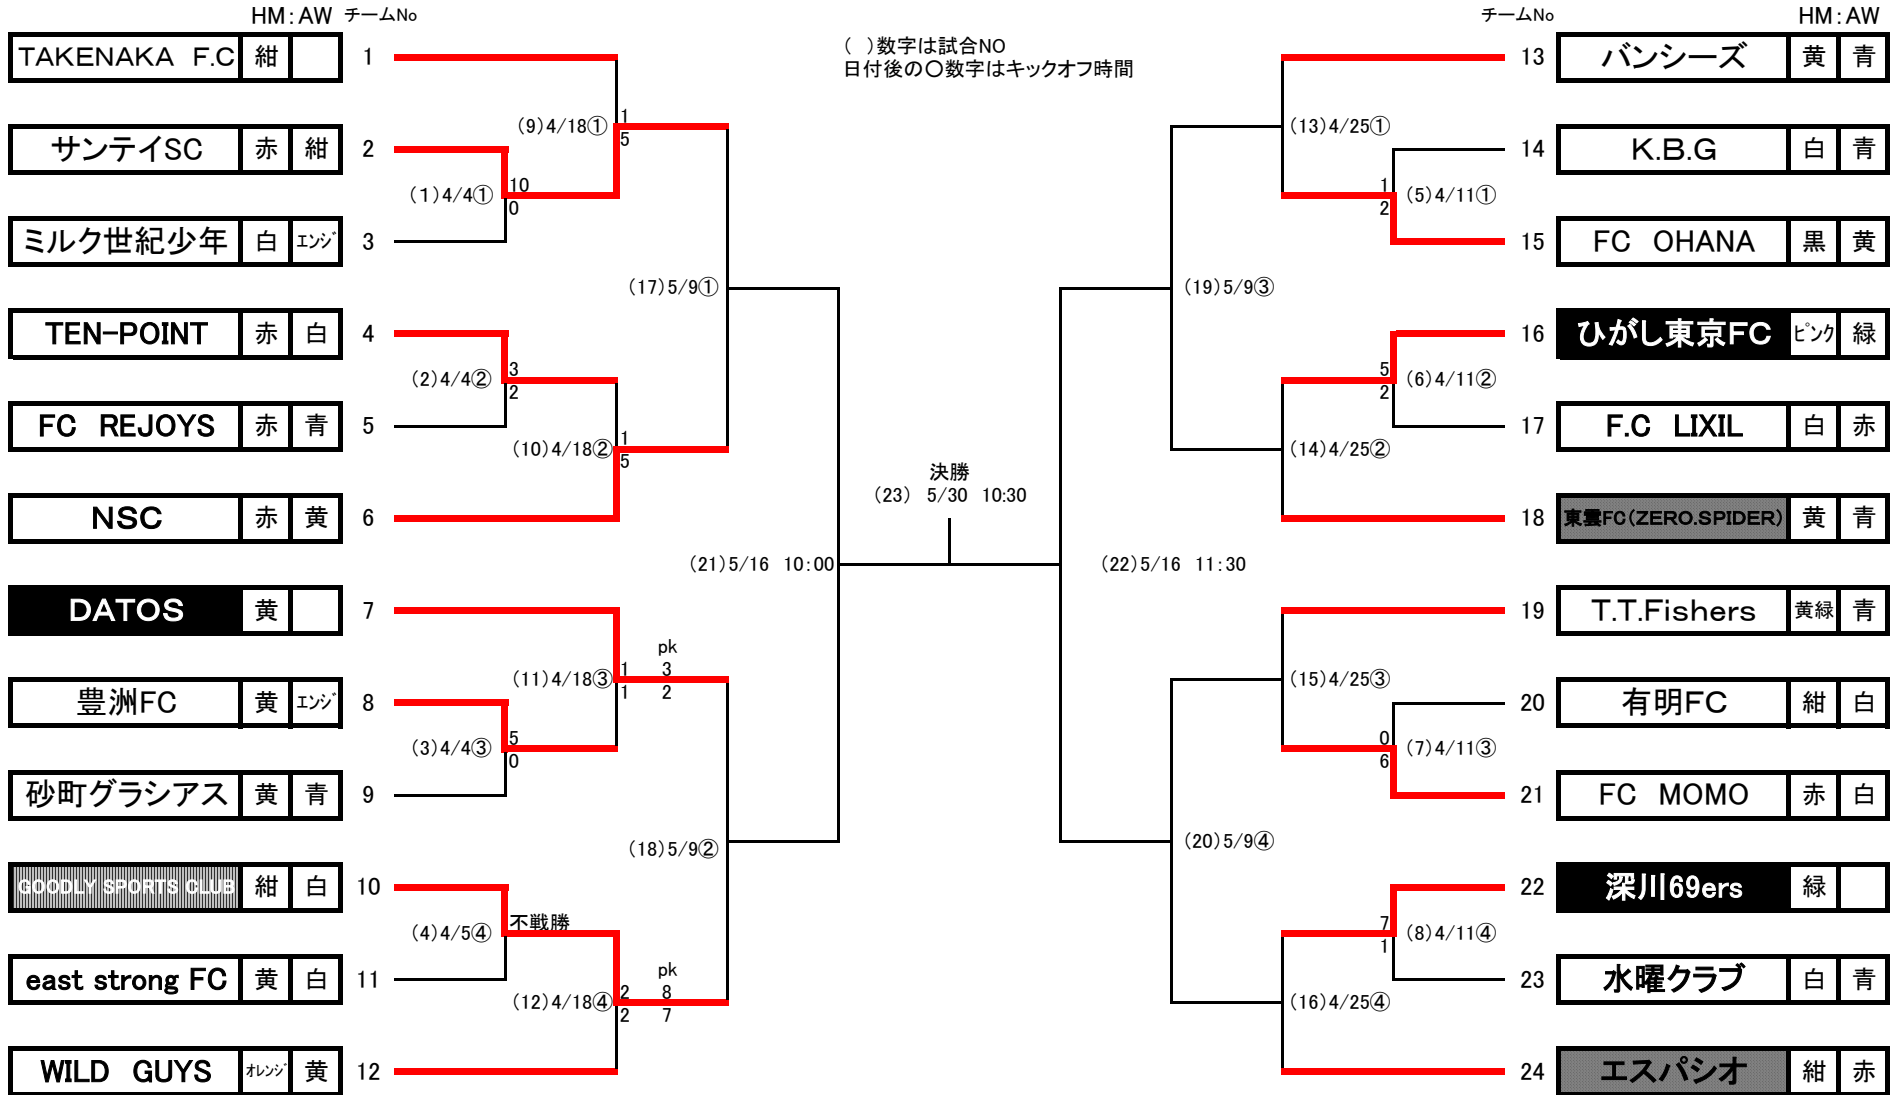 HM:AW チームNo
チームNo HM:AW
( )数字は試合NO
日付後の○数字はキックオフ時間
TAKENAKA F.C 紺 1
サンテイSC 赤 紺 2
ミルク世紀少年 白 エンジ 3
TEN-POINT 赤 白 4
FC REJOYS 赤 青 5
NSC 赤 黄 6
DATOS 黄 7
豊洲FC 黄 エンジ 8
砂町グラシアス 黄 青 9
GOODLY SPORTS CLUB 紺 白 10
east strong FC 黄 白 11
WILD GUYS オレンジ 黄 12
(9)4/18① 1
5
(1)4/4① 10
0
(17)5/9①
(2)4/4② 3
2
(10)4/18② 1
5
(21)5/16 10:00
pk
(11)4/18③ 1 3
1 2
(3)4/4③ 5
0
(18)5/9②
(4)4/5④ 不戦勝
pk
(12)4/18④ 2 8
2 7
決勝
(23) 5/30 10:30
(13)4/25①
1 (5)4/11①
2
(19)5/9③
5 (6)4/11②
2
(14)4/25②
(22)5/16 11:30
(15)4/25③
0 (7)4/11③
6
(20)5/9④
7 (8)4/11④
1
(16)4/25④
13 バンシーズ 黄 青
14 K.B.G 白 青
15 FC OHANA 黒 黄
16 ひがし東京FC ピンク 緑
17 F.C LIXIL 白 赤
18 東雲FC(ZERO.SPIDER) 黄 青
19 T.T.Fishers 黄緑 青
20 有明FC 紺 白
21 FC MOMO 赤 白
22 深川69ers 緑
23 水曜クラブ 白 青
24 エスパシオ 紺 赤